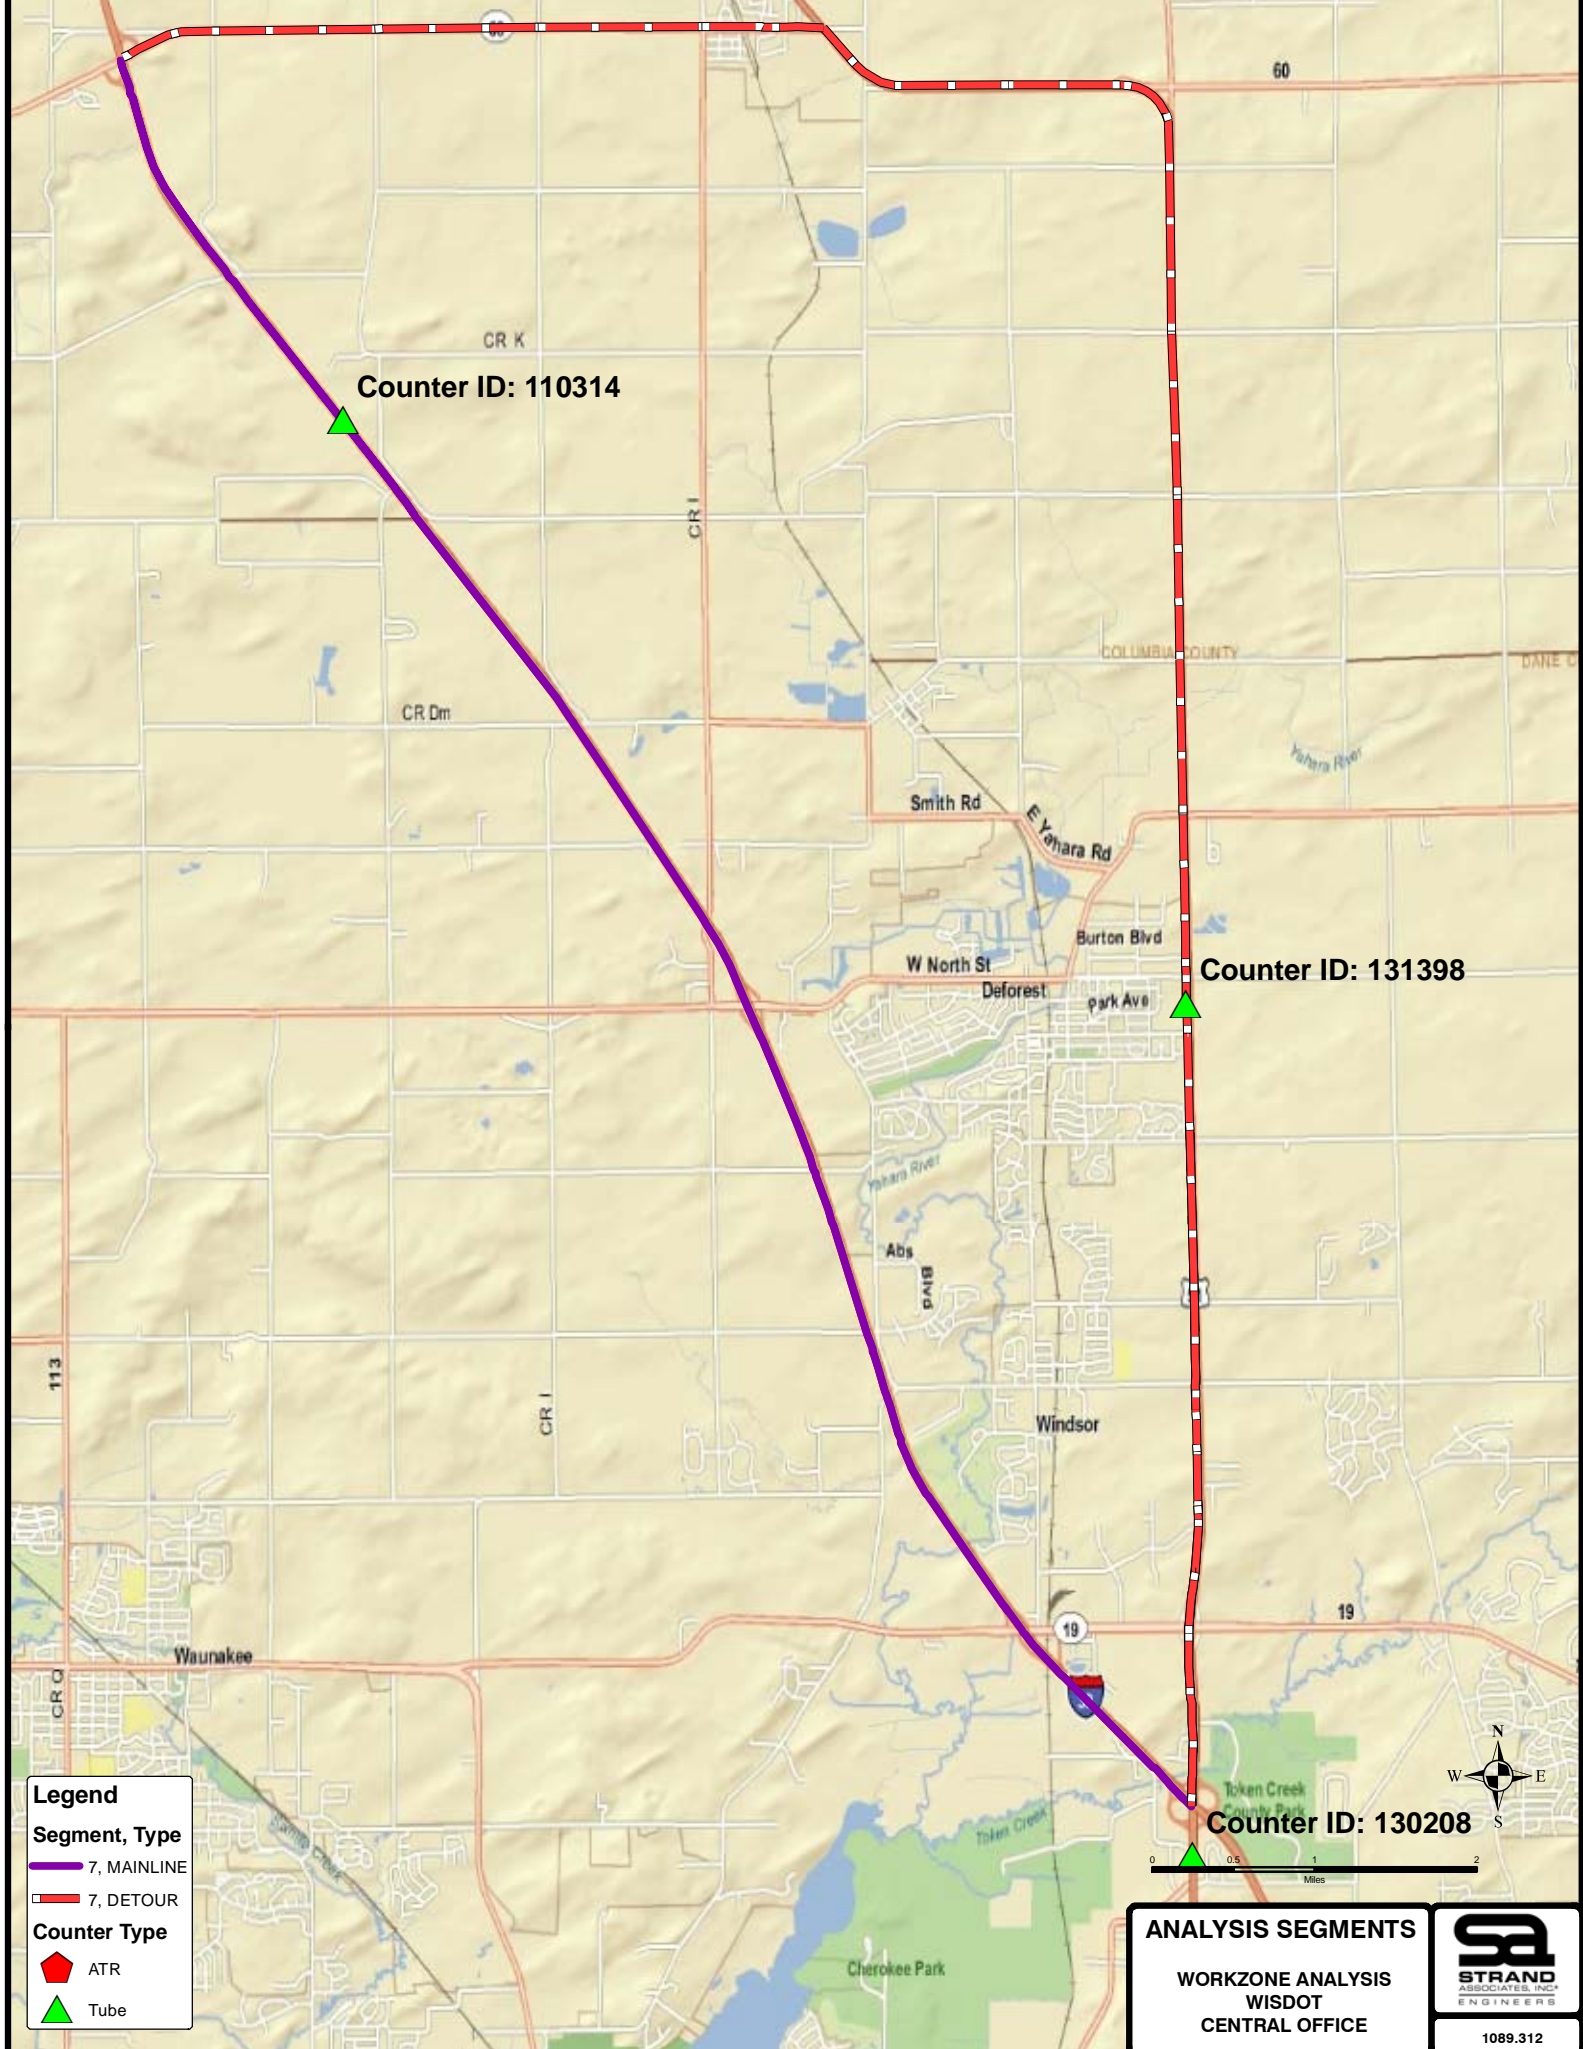 60
60
CR K
Counter ID: 110314
CR I
COLUMBIA COUNTY
DANE C
CR Dm
Yahara River
Smith Rd
E Yahara Rd
Burton Blvd
W North St
Counter ID: 131398
Deforest
Park Ave
Yahara River
Abs
Blvd
113
CR I
Windsor
19
19
Waunakee
CR Q
N
W
E
S
Token Creek
County Park
Token Creek
Counter ID: 130208
0
0.5
1
2
Miles
Cherokee Park
Legend
Segment, Type
7, MAINLINE
7, DETOUR
Counter Type
ATR
Tube
ANALYSIS SEGMENTS
WORKZONE ANALYSIS
WISDOT
CENTRAL OFFICE
sa
STRAND
ASSOCIATES, INC.®
ENGINEERS
1089.312